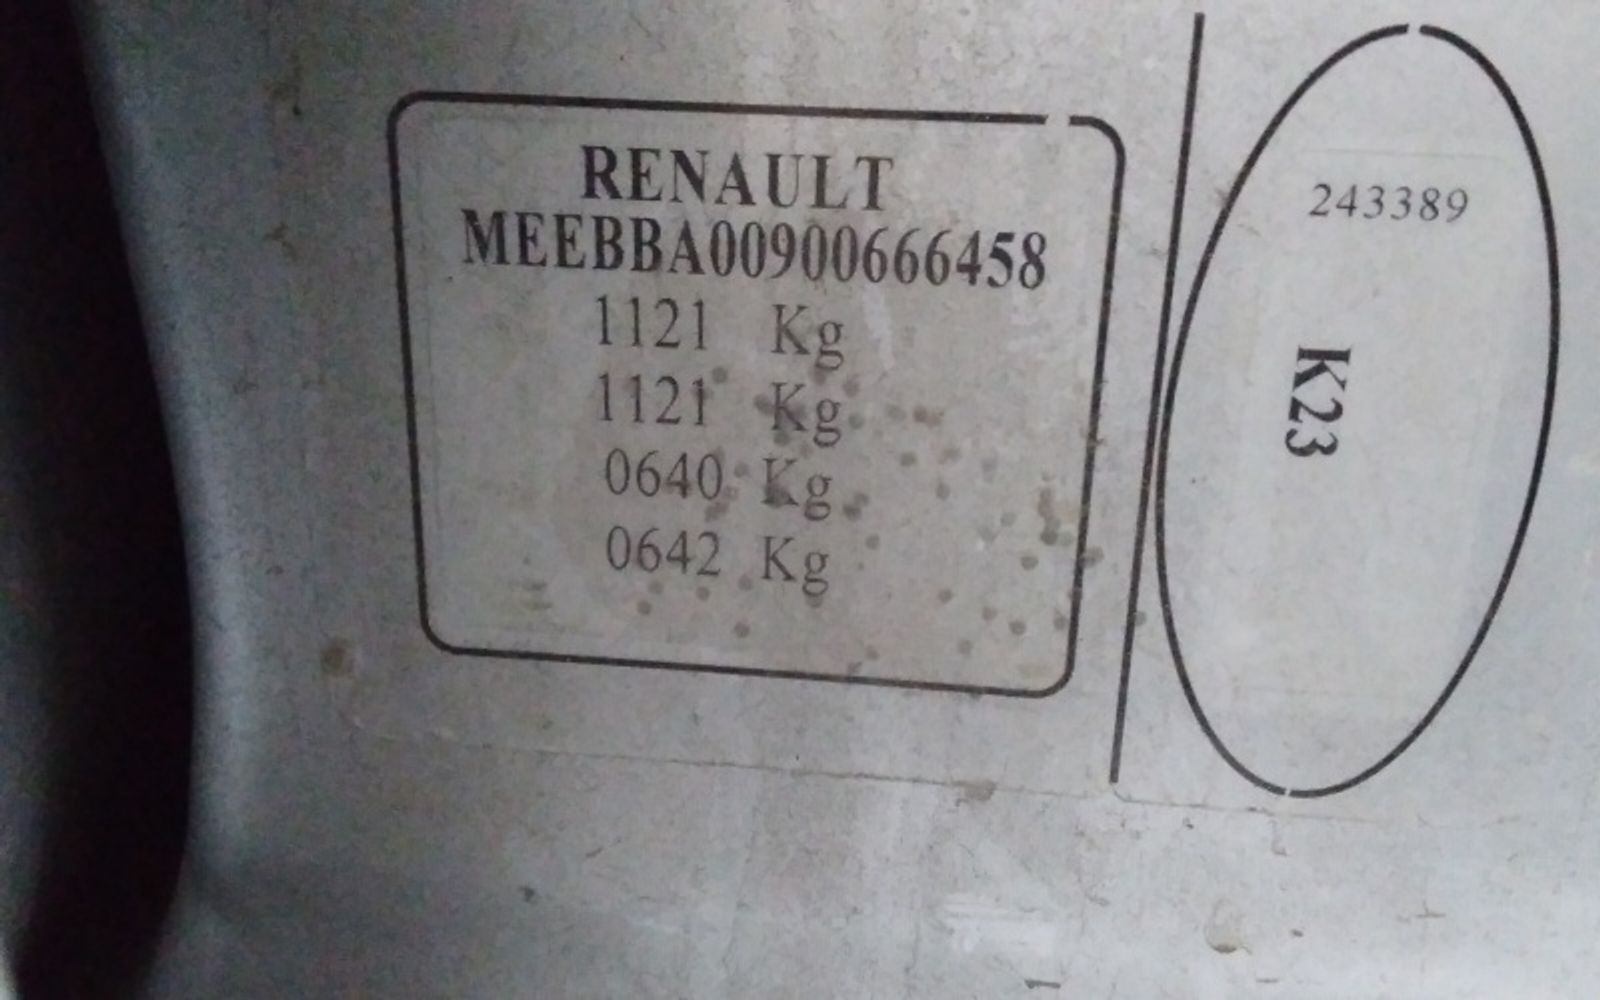 RENAULT
MEEBBA00900666458
1121 Kg
1121 Kg
0640 Kg
0642 Kg
243389
K23